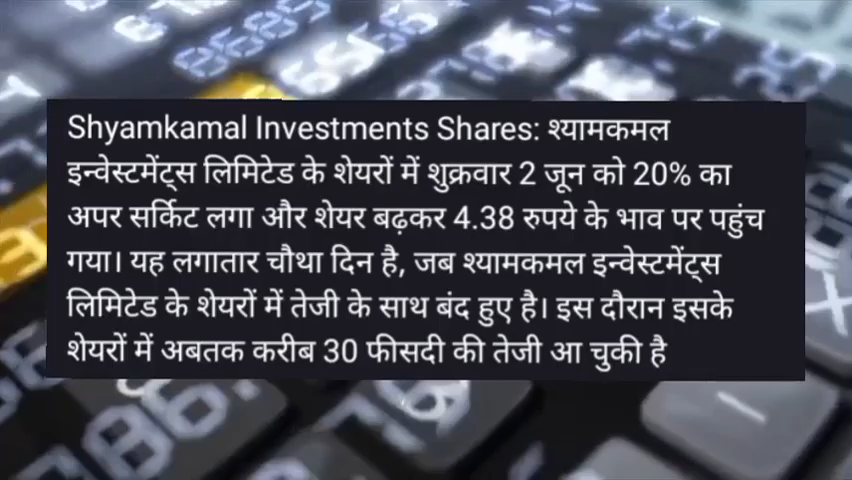 Shyamkamal Investments Shares: श्यामकमल
इन्वेस्टमेंट्स लिमिटेड के शेयरों में शुक्रवार 2 जून को 20% का
अपर सर्किट लगा और शेयर बढ़कर 4.38 रुपये के भाव पर पहुंच
गया। यह लगातार चौथा दिन है, जब श्यामकमल इन्वेस्टमेंट्स
लिमिटेड के शेयरों में तेजी के साथ बंद हुए है। इस दौरान इसके
शेयरों में अबतक करीब 30 फीसदी की तेजी आ चुकी है